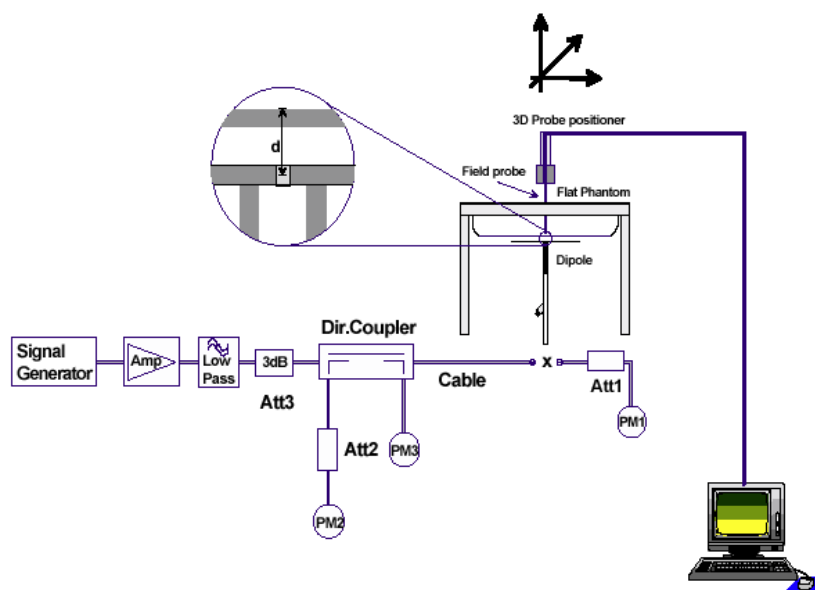 3D Probe positioner
d
Field probe
Flat Phantom
Dipole
Dir.Coupler
Signal
Generator
Amp
Low
Pass
3dB
Cable
X
Att1
Att3
PM1
Att2
PM3
PM2